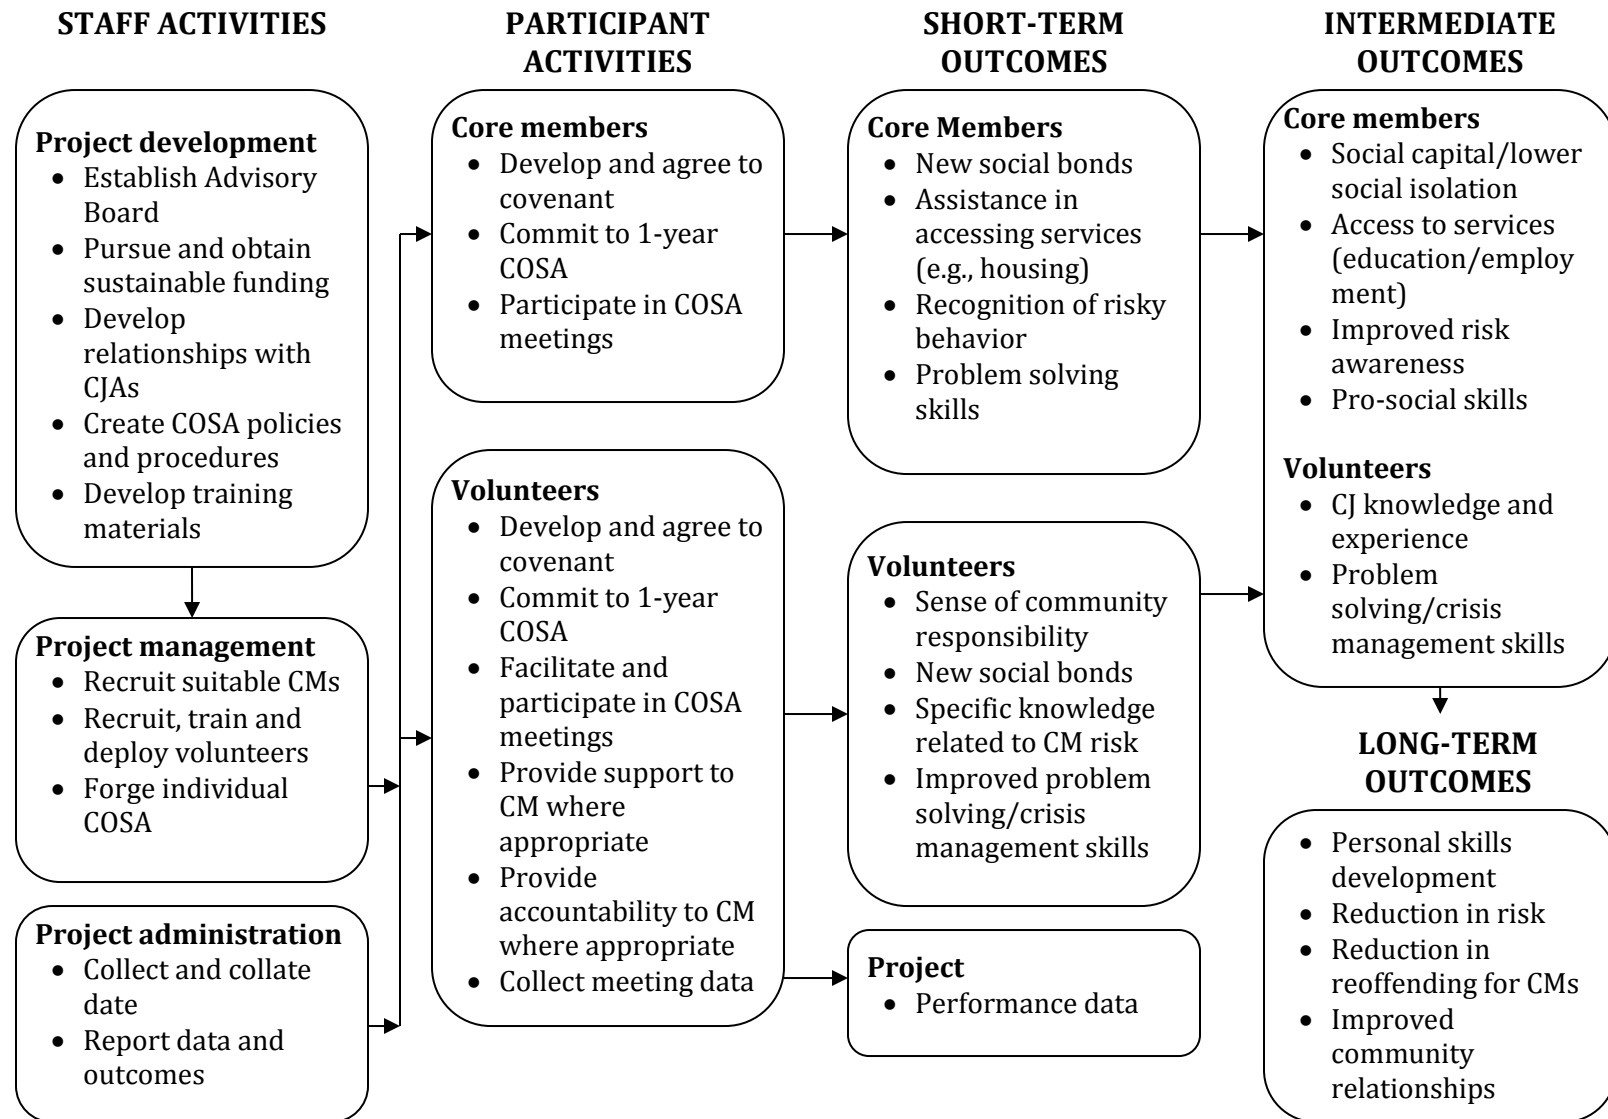 STAFF ACTIVITIES
Project development
• Establish Advisory
Board
• Pursue and obtain
sustainable funding
• Develop
relationships with
CJAs
• Create COSA policies
and procedures
• Develop training
materials
Project management
• Recruit suitable CMs
• Recruit, train and
deploy volunteers
• Forge individual
COSA
Project administration
• Collect and collate
date
• Report data and
outcomes
PARTICIPANT
ACTIVITIES
Core members
• Develop and agree to
covenant
• Commit to 1-year
COSA
• Participate in COSA
meetings
Volunteers
• Develop and agree to
covenant
• Commit to 1-year
COSA
• Facilitate and
participate in COSA
meetings
• Provide support to
CM where
appropriate
• Provide
accountability to CM
where appropriate
• Collect meeting data
SHORT-TERM
OUTCOMES
Core Members
• New social bonds
• Assistance in
accessing services
(e.g., housing)
• Recognition of risky
behavior
• Problem solving
skills
Volunteers
• Sense of community
responsibility
• New social bonds
• Specific knowledge
related to CM risk
• Improved problem
solving/crisis
management skills
Project
• Performance data
INTERMEDIATE
OUTCOMES
Core members
• Social capital/lower
social isolation
• Access to services
(education/employ
ment)
• Improved risk
awareness
• Pro-social skills
Volunteers
• CJ knowledge and
experience
• Problem
solving/crisis
management skills
LONG-TERM
OUTCOMES
• Personal skills
development
• Reduction in risk
• Reduction in
reoffending for CMs
• Improved
community
relationships